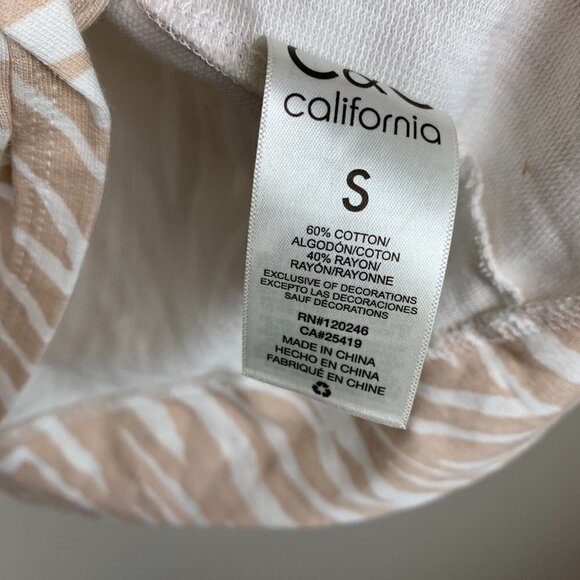 C&C
california
S
60% COTTON/
ALGODÓN/COTON
40% RAYON/
RAYÓN/RAYONNE
EXCLUSIVE OF DECORATIONS
EXCEPTO LAS DECORACIONES
SAUF DÉCORATIONS
RN#120246
CA#25419
MADE IN CHINA
HECHO EN CHINA
FABRIQUÉ EN CHINE